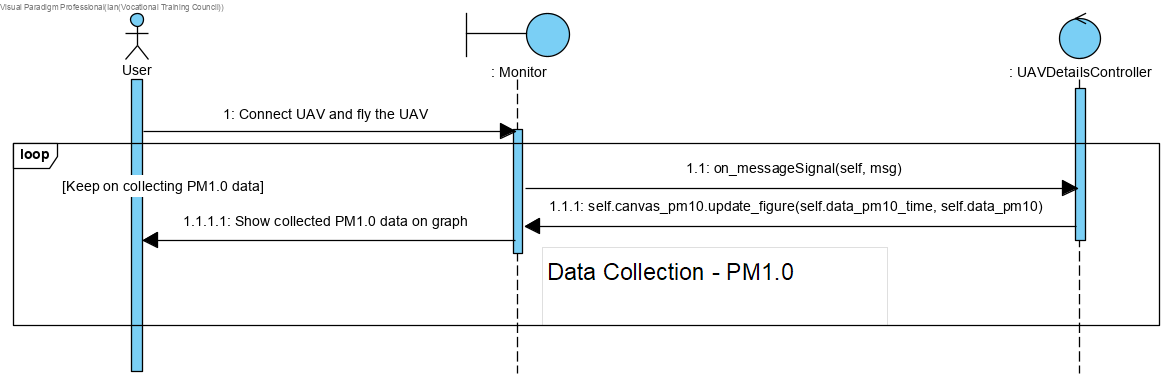 Visual Paradigm Professional(Ian(Vocational Training Council))
User
: Monitor
: UAVDetailsController
1: Connect UAV and fly the UAV
loop
1.1: on_messageSignal(self, msg)
[Keep on collecting PM1.0 data]
1.1.1: self.canvas_pm10.update_figure(self.data_pm10_time, self.data_pm10)
1.1.1.1: Show collected PM1.0 data on graph
Data Collection - PM1.0